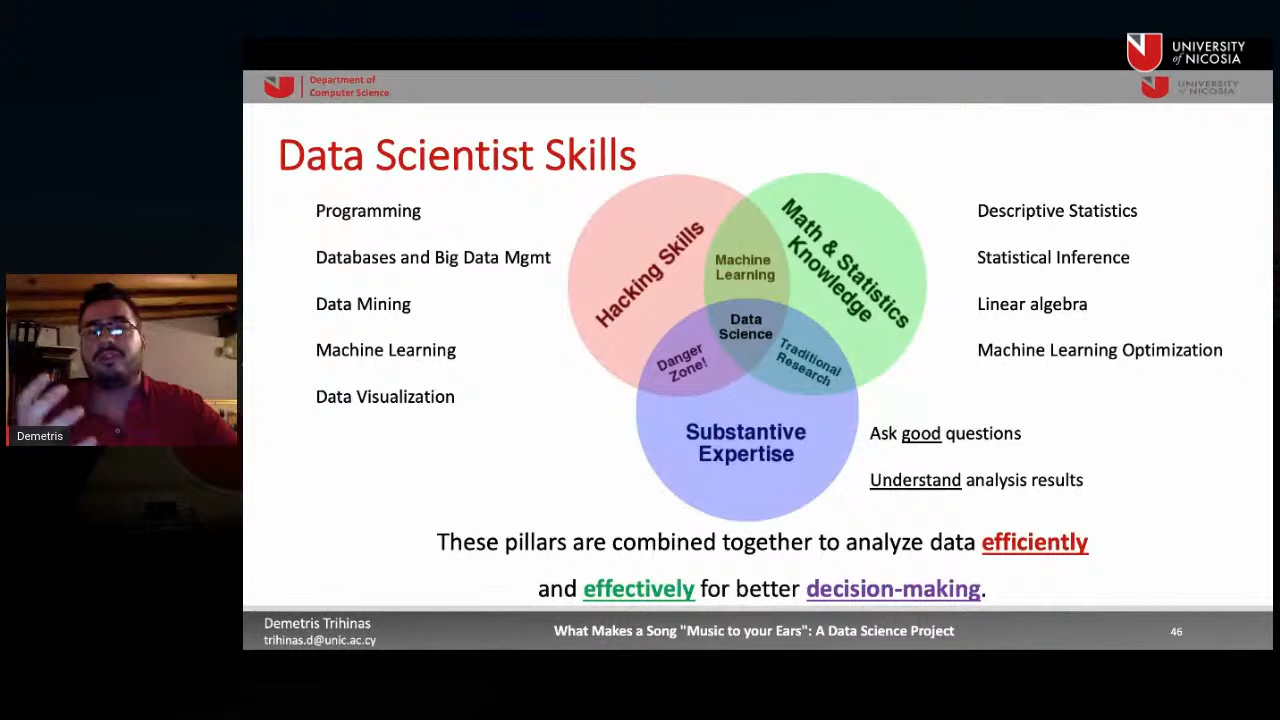 UNIVERSITY
of NICOSIA
Department of
Computer Science
UNIVERSITY
of NICOSIA
Data Scientist Skills
Programming
Databases and Big Data Mgmt
Data Mining
Machine Learning
Data Visualization
Hacking Skills
Math & Statistics
Knowledge
Machine
Learning
Data
Science
Danger
Zone!
Traditional
Research
Substantive
Expertise
Descriptive Statistics
Statistical Inference
Linear algebra
Machine Learning Optimization
Ask good questions
Understand analysis results
These pillars are combined together to analyze data efficiently
and effectively for better decision-making.
Demetris
Demetris Trihinas
trihinas.d@unic.ac.cy
What Makes a Song "Music to your Ears": A Data Science Project
46